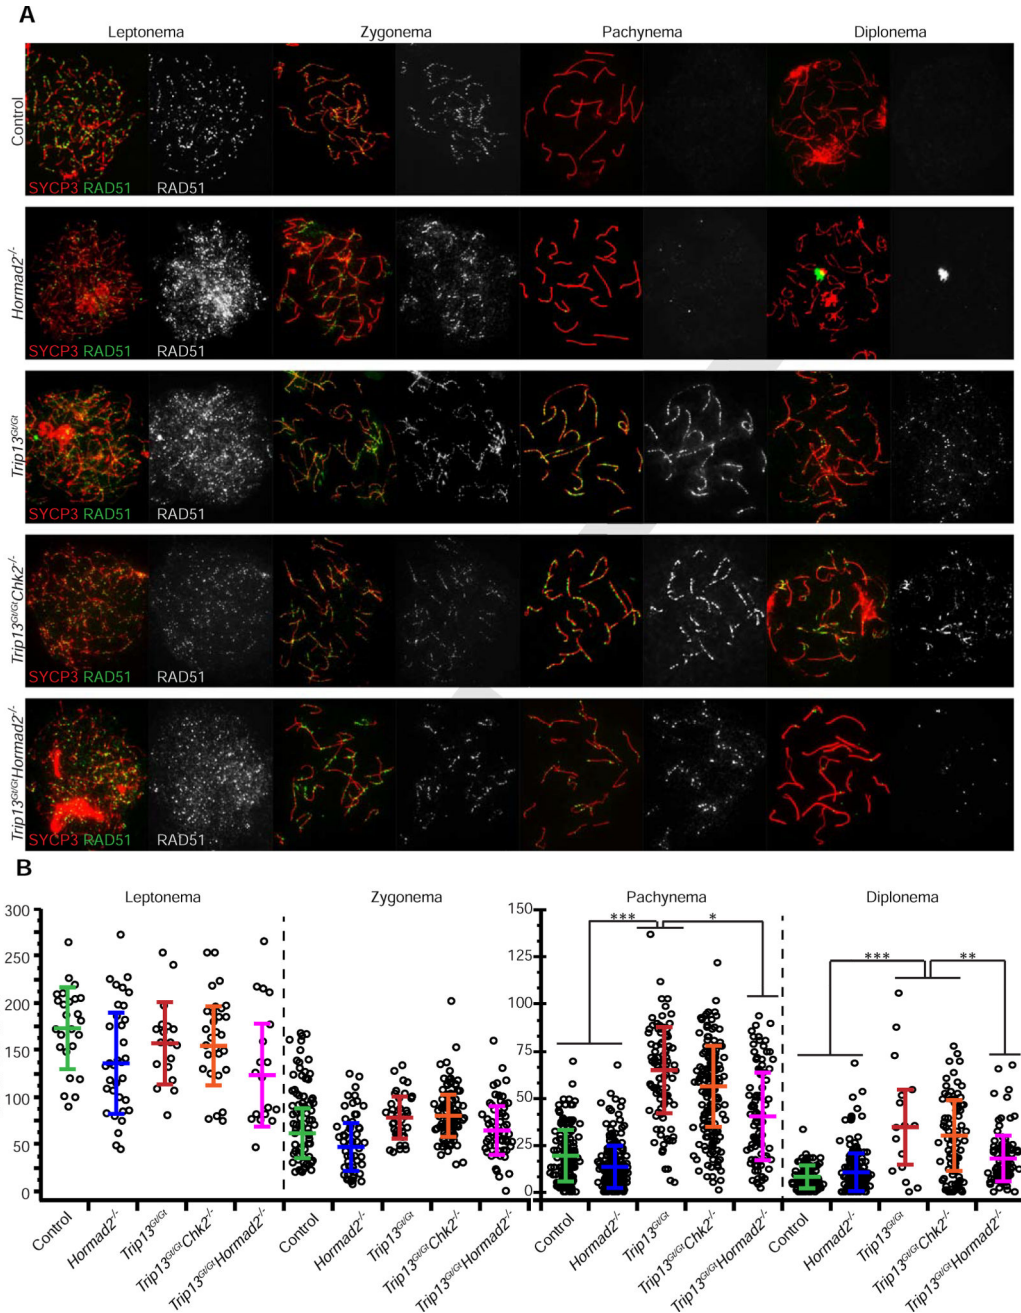 A
Leptonema Zygonema Pachynema Diplonema
Control
SYCP3 RAD51 RAD51
Hormad2-/-
SYCP3 RAD51 RAD51
Trip13Gt/Gt
SYCP3 RAD51 RAD51
Trip13Gt/GtChk2-/-
SYCP3 RAD51 RAD51
Trip13Gt/GtHormad2-/-
SYCP3 RAD51 RAD51
B
Leptonema Zygonema Pachynema Diplonema
300 150
*** *
250 125
*** **
200 100
150 75
100 50
50 25
0 0
Control Hormad2-/- Trip13Gt/Gt Trip13Gt/GtChk2-/- Trip13Gt/GtHormad2-/- Control Hormad2-/- Trip13Gt/Gt Trip13Gt/GtChk2-/- Trip13Gt/GtHormad2-/- Control Hormad2-/- Trip13Gt/Gt Trip13Gt/GtChk2-/- Trip13Gt/GtHormad2-/- Control Hormad2-/- Trip13Gt/Gt Trip13Gt/GtChk2-/- Trip13Gt/GtHormad2-/-